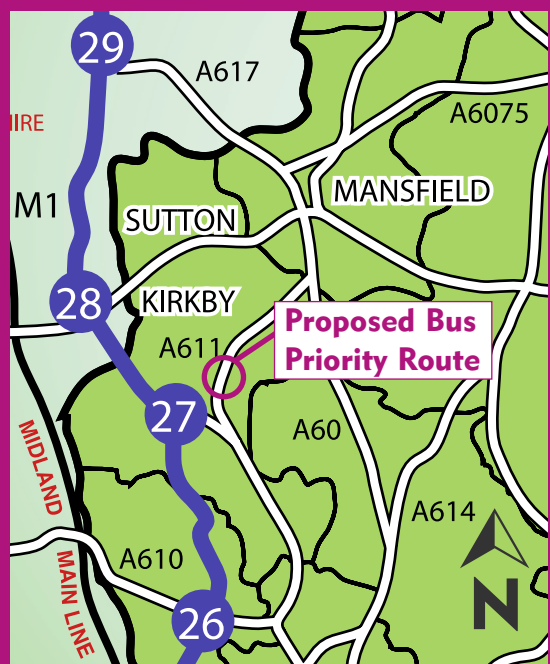 29
A617
A6075
IRE
M1
MANSFIELD
SUTTON
28
KIRKBY
Proposed Bus
Priority Route
A611
27
A60
MIDLAND
A614
A610
MAIN LINE
N
26